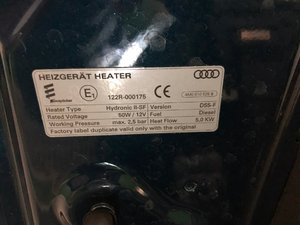 HEIZGERÄT HEATER
Eberspächer
E1
122R-000175
CE
Heater Type Hydronic II-SF Version D5S-F
Rated Voltage 50W / 12V Fuel Diesel
Working Pressure max. 2,5 bar Heat Flow 5,0 KW
Factory label duplicate valid only with the original